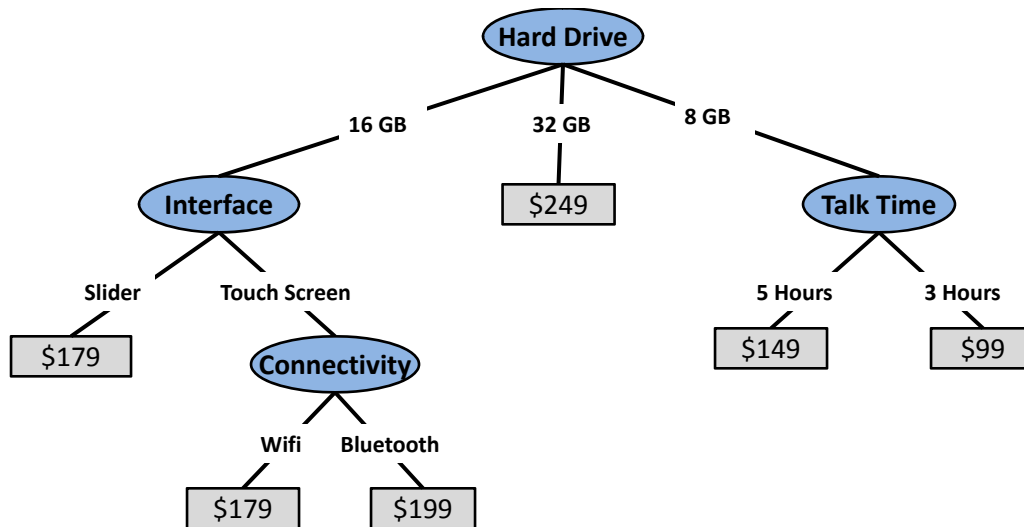 Hard Drive
16 GB
32 GB
8 GB
Interface
$249
Talk Time
Slider
Touch Screen
5 Hours
3 Hours
$179
Connectivity
$149
$99
Wifi
Bluetooth
$179
$199